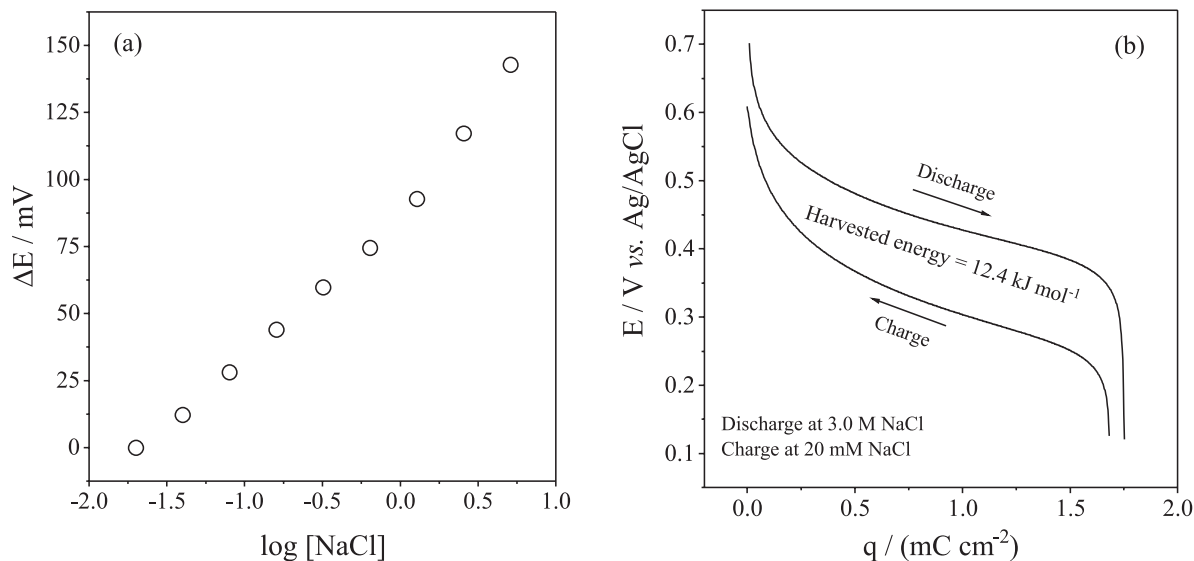 (a)
150
125
100
75
50
25
0
ΔE / mV
-2.0 -1.5 -1.0 -0.5 0.0 0.5 1.0
log [NaCl]
(b)
0.7
0.6
0.5
0.4
0.3
0.2
0.1
E / V vs. Ag/AgCl
Discharge
Harvested energy = 12.4 kJ mol⁻¹
Charge
Discharge at 3.0 M NaCl
Charge at 20 mM NaCl
0.0 0.5 1.0 1.5 2.0
q / (mC cm⁻²)